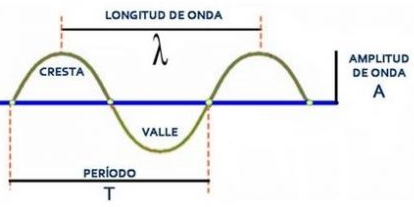 LONGITUD DE ONDA
λ
CRESTA
AMPLITUD
DE ONDA
A
VALLE
PERÍODO
T